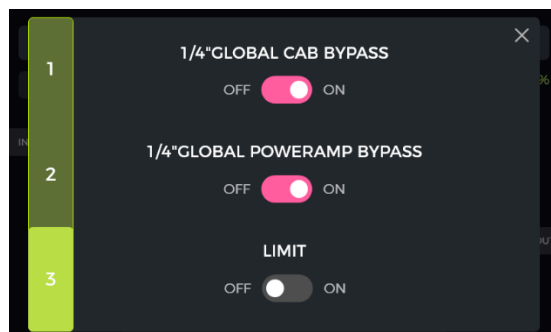 1/4"GLOBAL CAB BYPASS
1
OFF ON
%
IN
1/4"GLOBAL POWERAMP BYPASS
2
OFF ON
LIMIT
3
OFF ON